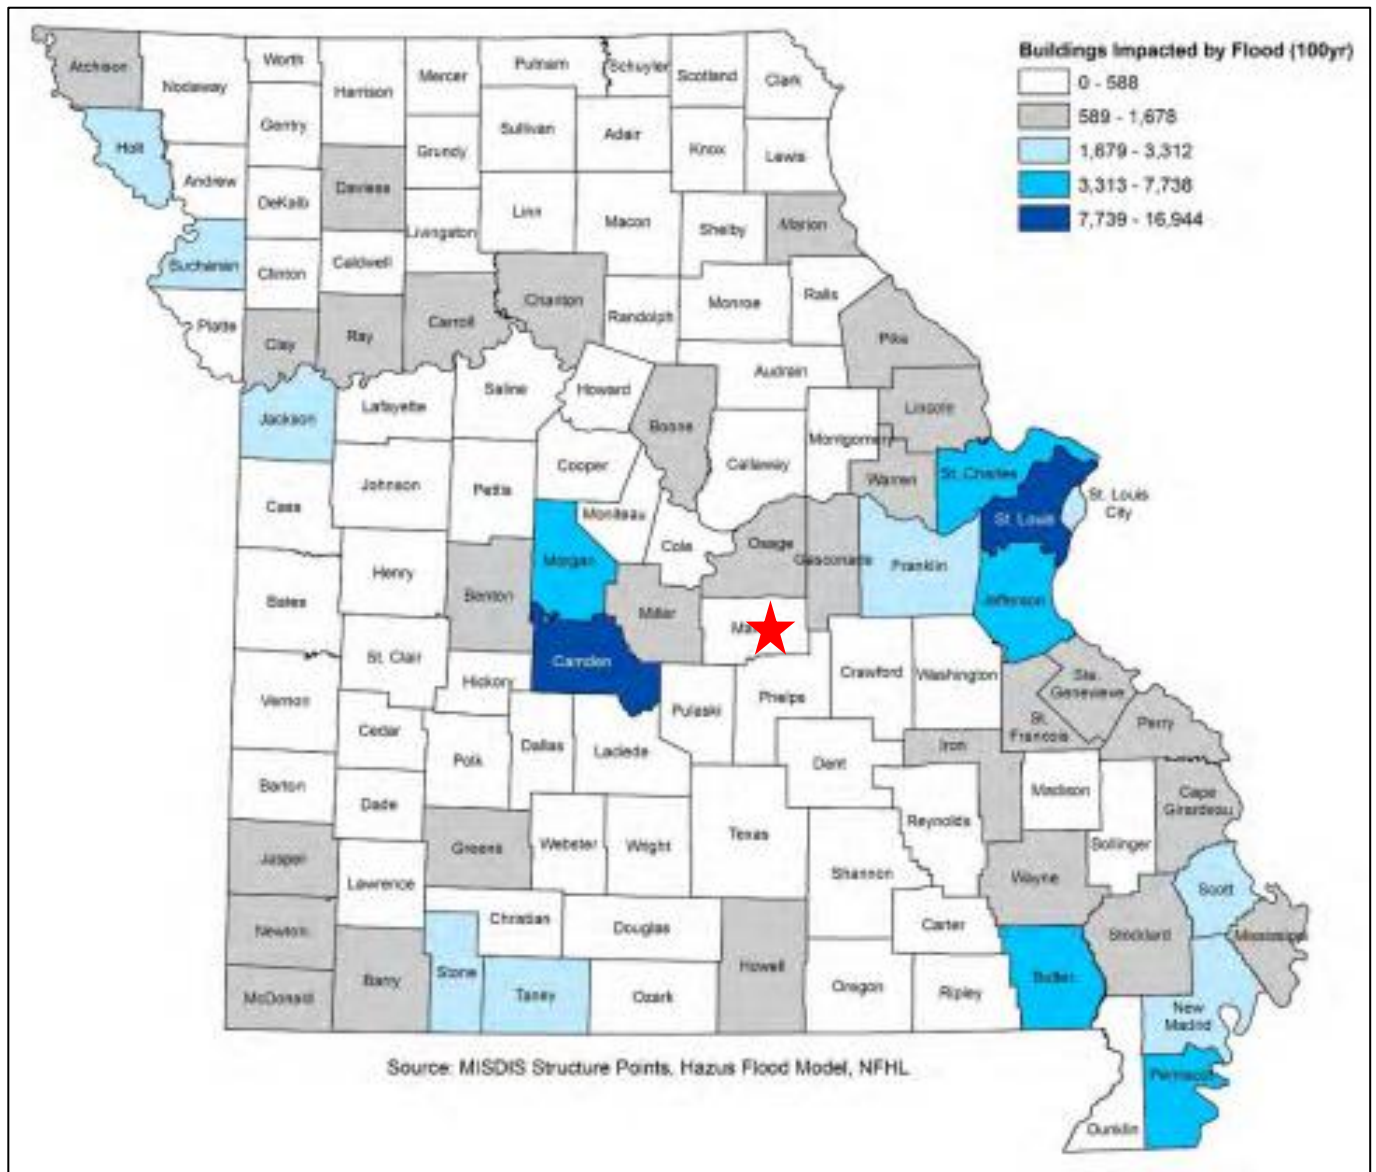 Buildings Impacted by Flood (100yr)
0 - 588
589 - 1,678
1,679 - 3,312
3,313 - 7,738
7,739 - 16,944
Atchison
Nodaway
Worth
Harrison
Mercer
Putnam
Schuyler
Scotland
Clark
Gentry
Sullivan
Adair
Knox
Lewis
Holt
Andrew
DeKalb
Daviess
Grundy
Linn
Macon
Shelby
Marion
Livingston
Buchanan
Clinton
Caldwell
Chariton
Randolph
Monroe
Ralls
Platte
Clay
Ray
Carroll
Pike
Audrain
Jackson
Lafayette
Saline
Howard
Boone
Lincoln
Montgomery
Callaway
Warren
St. Charles
St. Louis
City
St. Louis
Cass
Johnson
Pettis
Cooper
Moniteau
Cole
Osage
Gasconade
Franklin
Jefferson
Morgan
Henry
Benton
Miller
Bates
Ma
St. Clair
Camden
Hickory
Crawford
Washington
Ste.
Genevieve
Vernon
Cedar
Polk
Dallas
Laclede
Pulaski
Phelps
St.
Francois
Perry
Iron
Dent
Barton
Dade
Madison
Cape
Girardeau
Reynolds
Bollinger
Jasper
Greene
Webster
Wright
Texas
Shannon
Wayne
Scott
Lawrence
Newton
Christian
Douglas
Carter
Stoddard
Mississippi
McDonald
Barry
Stone
Taney
Ozark
Howell
Oregon
Ripley
Butler
New
Madrid
Pemiscot
Dunklin
Source: MISDIS Structure Points, Hazus Flood Model, NFHL